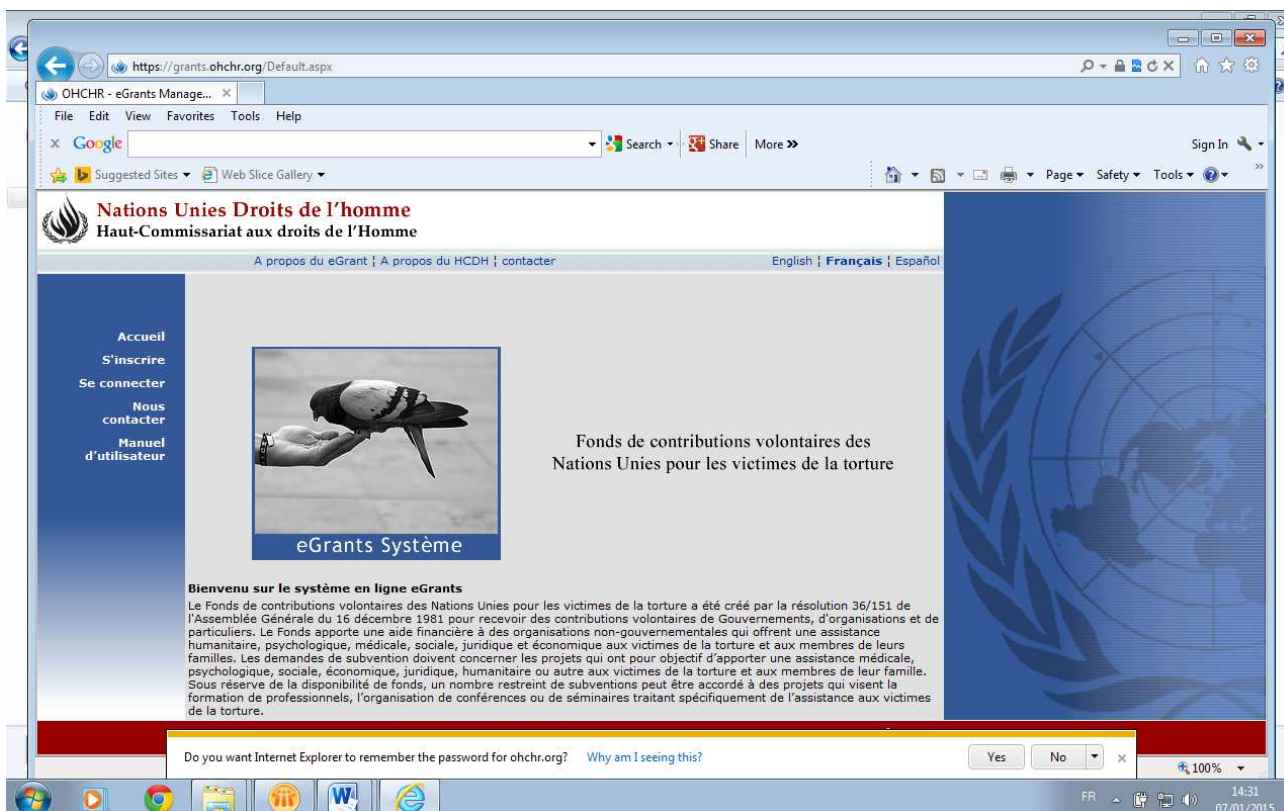 https://grants.ohchr.org/Default.aspx
OHCHR - eGrants Manage...
File Edit View Favorites Tools Help
x Google Search Share More »
Sign In
Suggested Sites Web Slice Gallery
Page Safety Tools
Nations Unies Droits de l'homme
Haut-Commissariat aux droits de l'Homme
A propos du eGrant ¦ A propos du HCDH ¦ contacter
English ¦ Français ¦ Español
Accueil
S'inscrire
Se connecter
Nous
contacter
Manuel
d'utilisateur
Fonds de contributions volontaires des
Nations Unies pour les victimes de la torture
eGrants Système
Bienvenu sur le système en ligne eGrants
Le Fonds de contributions volontaires des Nations Unies pour les victimes de la torture a été créé par la résolution 36/151 de
l'Assemblée Générale du 16 décembre 1981 pour recevoir des contributions volontaires de Gouvernements, d'organisations et de
particuliers. Le Fonds apporte une aide financière à des organisations non-gouvernementales qui offrent une assistance
humanitaire, psychologique, médicale, sociale, juridique et économique aux victimes de la torture et aux membres de leurs
familles. Les demandes de subvention doivent concerner les projets qui ont pour objectif d'apporter une assistance médicale,
psychologique, sociale, économique, juridique, humanitaire ou autre aux victimes de la torture et aux membres de leur famille.
Sous réserve de la disponibilité de fonds, un nombre restreint de subventions peut être accordé à des projets qui visent la
formation de professionnels, l'organisation de conférences ou de séminaires traitant spécifiquement de l'assistance aux victimes
de la torture.
Do you want Internet Explorer to remember the password for ohchr.org? Why am I seeing this?
Yes No
100%
FR
14:31
07/01/2015